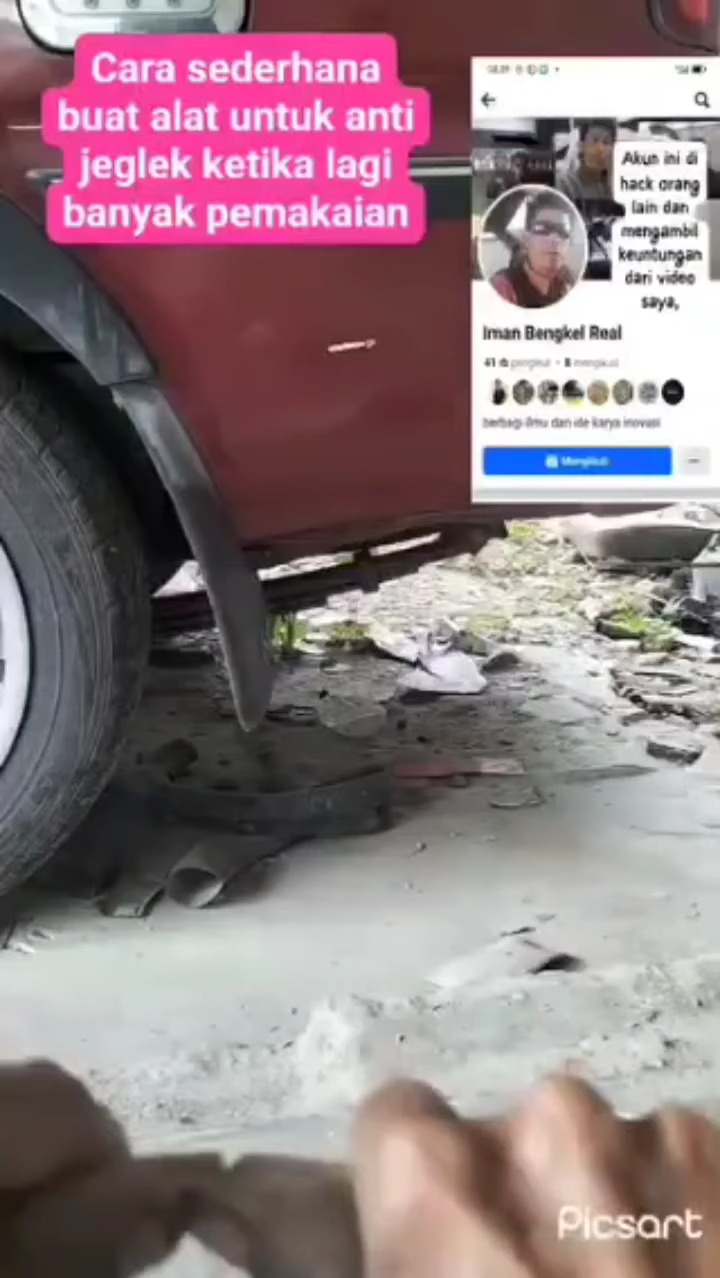 Cara sederhana
buat alat untuk anti
jeglek ketika lagi
banyak pemakaian
Akun ini di
hack orang
lain dan
mengambil
keuntungan
dari video
saya,
Iman Bengkel Real
berbagi ilmu dan ide karya inovasi
Mengikuti
Picsart